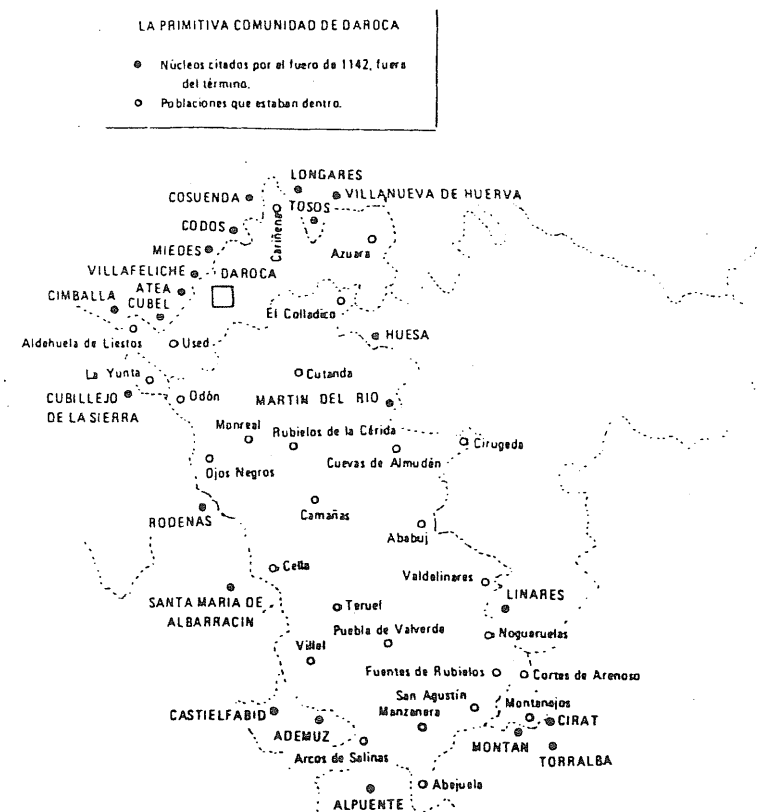 LA PRIMITIVA COMUNIDAD DE DAROCA
Núcleos citados por el fuero de 1142, fuera
del término.
Poblaciones que estaban dentro.
LONGARES
COSUENDA
VILLANUEVA DE HUERVA
TOSOS
CODOS
Cariñena
MIEDES
Azuara
VILLAFELICHE
DAROCA
ATEA
CIMBALLA
CUBEL
El Colladico
Aldehuela de Liestos
Used
HUESA
La Yunta
Cutanda
CUBILLEJO
DE LA SIERRA
Odón
MARTIN DEL RIO
Monreal
Rubielos de la Cérida
Cirugeda
Ojos Negros
Cuevas de Almudén
RODENAS
Camañas
Ababuj
Cella
Valdelinares
SANTA MARIA DE
ALBARRACIN
LINARES
Teruel
Puebla de Valverde
Noguaruelas
Villel
Fuentes de Rubielos
Cortes de Arenoso
San Agustín
Montanejos
CASTIELFABID
Manzanera
CIRAT
ADEMUZ
MONTAN
Arcos de Salinas
TORRALBA
Abejuela
ALPUENTE